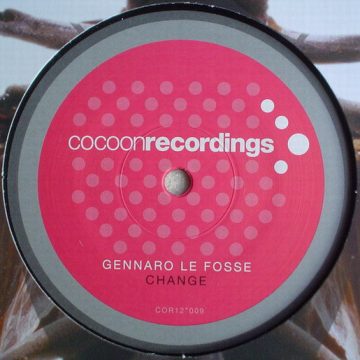 cocoonrecordings
GENNARO LE FOSSE
CHANGE
COR12"009